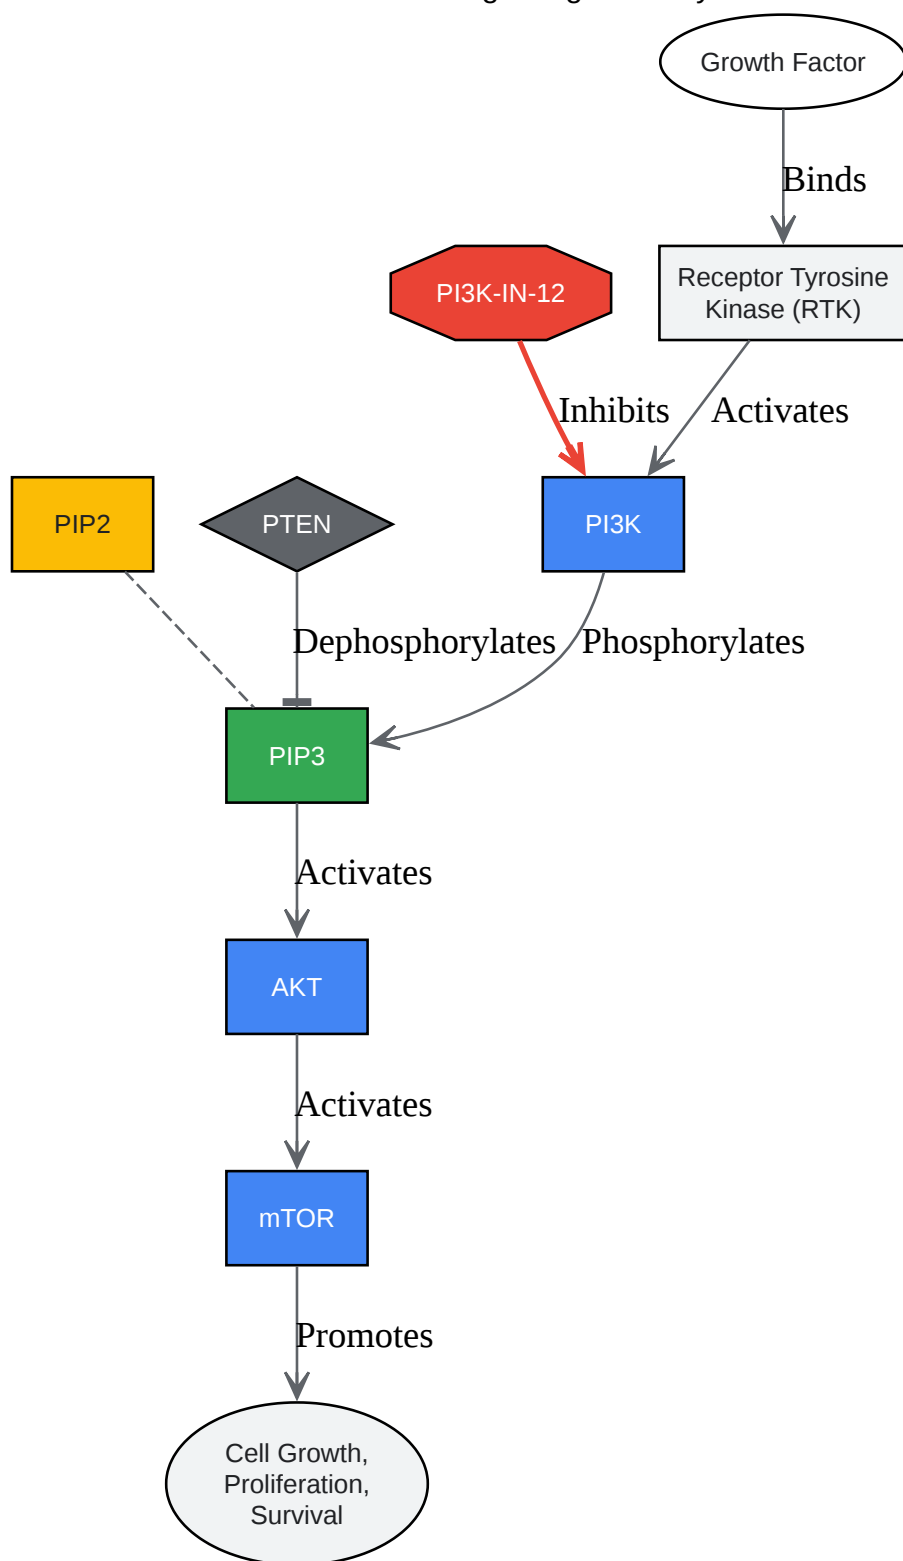 Growth Factor
Binds
PI3K-IN-12
Receptor Tyrosine
Kinase (RTK)
Inhibits
Activates
PIP2
PTEN
PI3K
Dephosphorylates
Phosphorylates
PIP3
Activates
AKT
Activates
mTOR
Promotes
Cell Growth,
Proliferation,
Survival